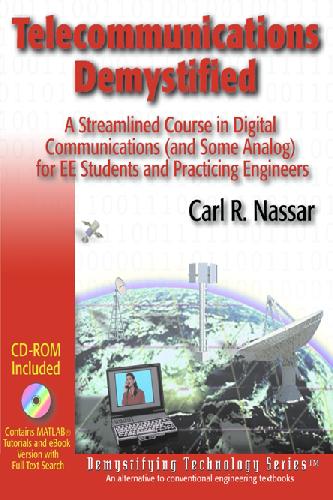 Telecommunications
Demystified
A Streamlined Course in Digital
Communications (and Some Analog)
for EE Students and Practicing Engineers
Carl R. Nassar
CD-ROM
Included
Contains MATLAB®
Tutorials and eBook
Version with
Full Text Search
Demystifying Technology Series™
An alternative to conventional engineering textbooks